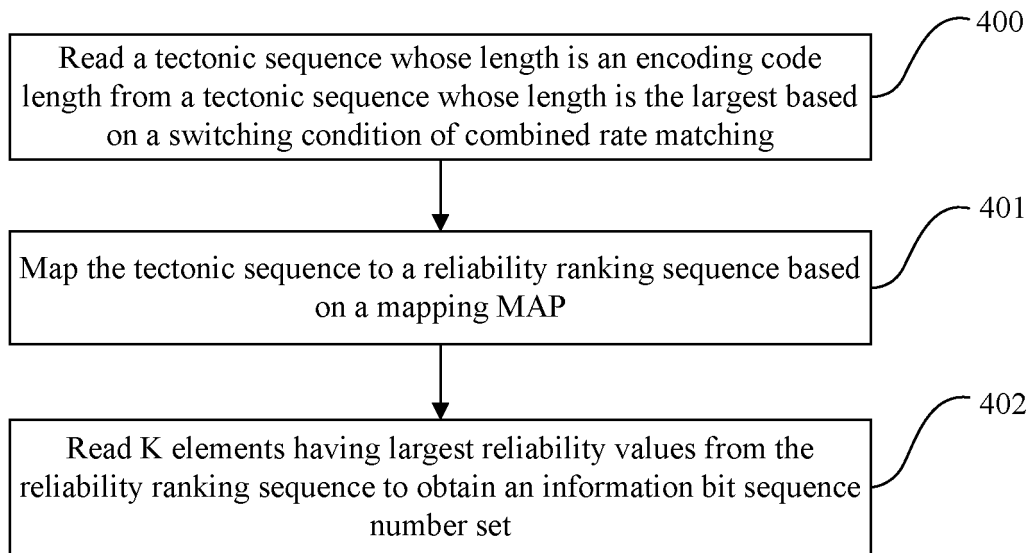 400
Read a tectonic sequence whose length is an encoding code
length from a tectonic sequence whose length is the largest based
on a switching condition of combined rate matching
401
Map the tectonic sequence to a reliability ranking sequence based
on a mapping MAP
402
Read K elements having largest reliability values from the
reliability ranking sequence to obtain an information bit sequence
number set